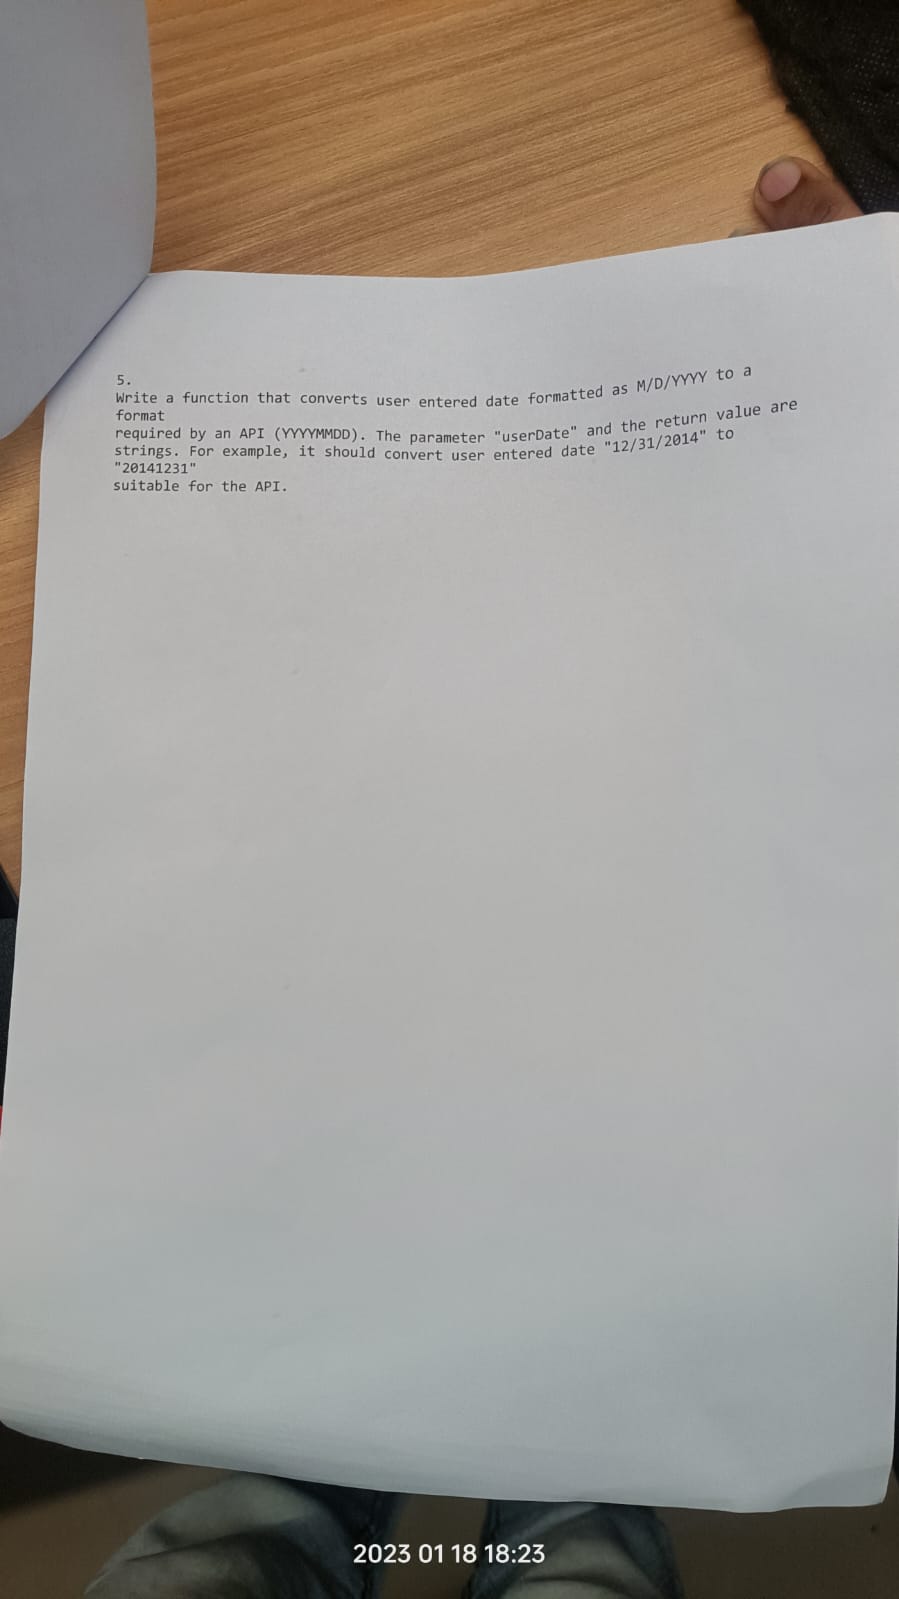 5.
Write a function that converts user entered date formatted as M/D/YYYY to a
format
required by an API (YYYYMMDD). The parameter "userDate" and the return value are
strings. For example, it should convert user entered date "12/31/2014" to
"20141231"
suitable for the API.
2023 01 18 18:23